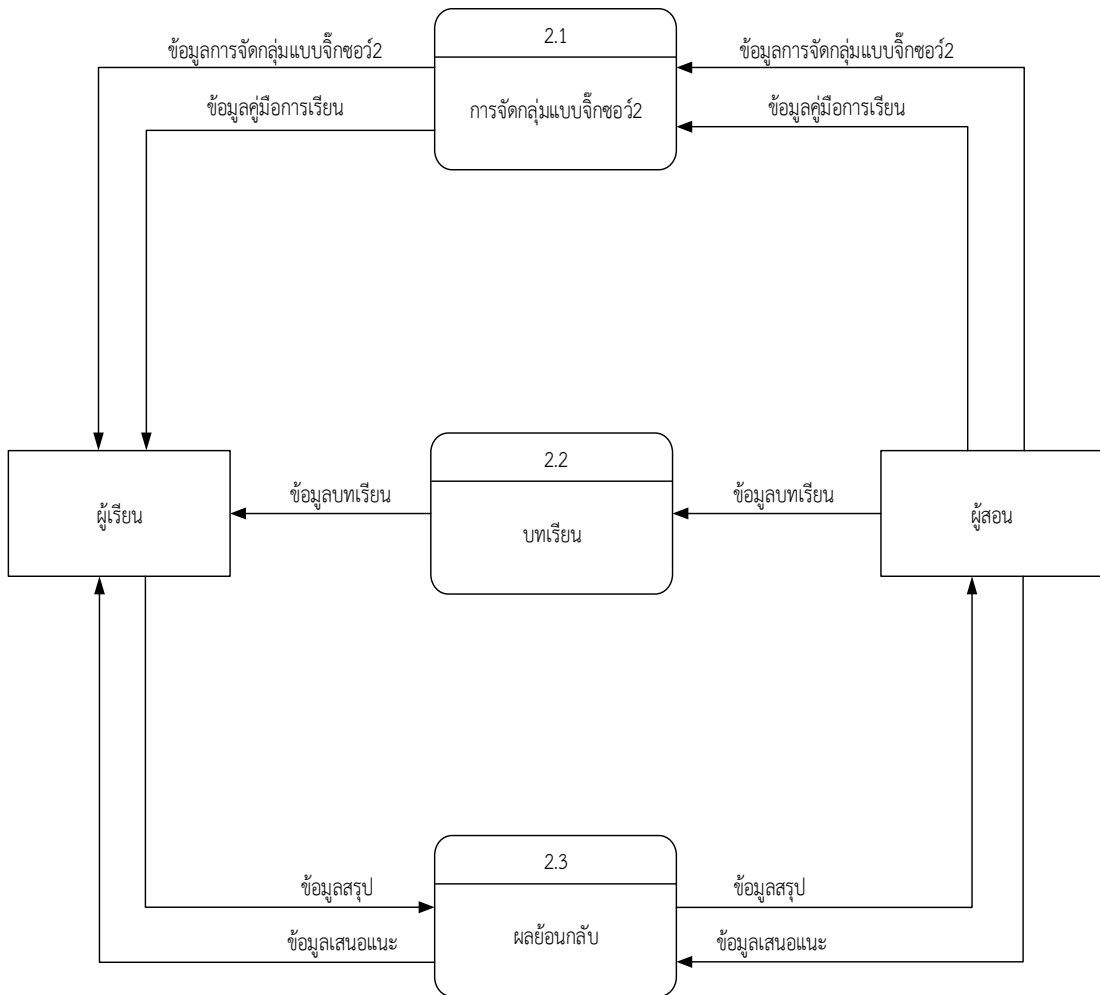 2.1
ข้อมูลการจัดกลุ่มแบบจิ๊กซอว์2
ข้อมูลการจัดกลุ่มแบบจิ๊กซอว์2
ข้อมูลคู่มือการเรียน
การจัดกลุ่มแบบจิ๊กซอว์2
ข้อมูลคู่มือการเรียน
2.2
ข้อมูลบทเรียน
ข้อมูลบทเรียน
ผู้เรียน
บทเรียน
ผู้สอน
2.3
ข้อมูลสรุป
ข้อมูลสรุป
ผลย้อนกลับ
ข้อมูลเสนอแนะ
ข้อมูลเสนอแนะ